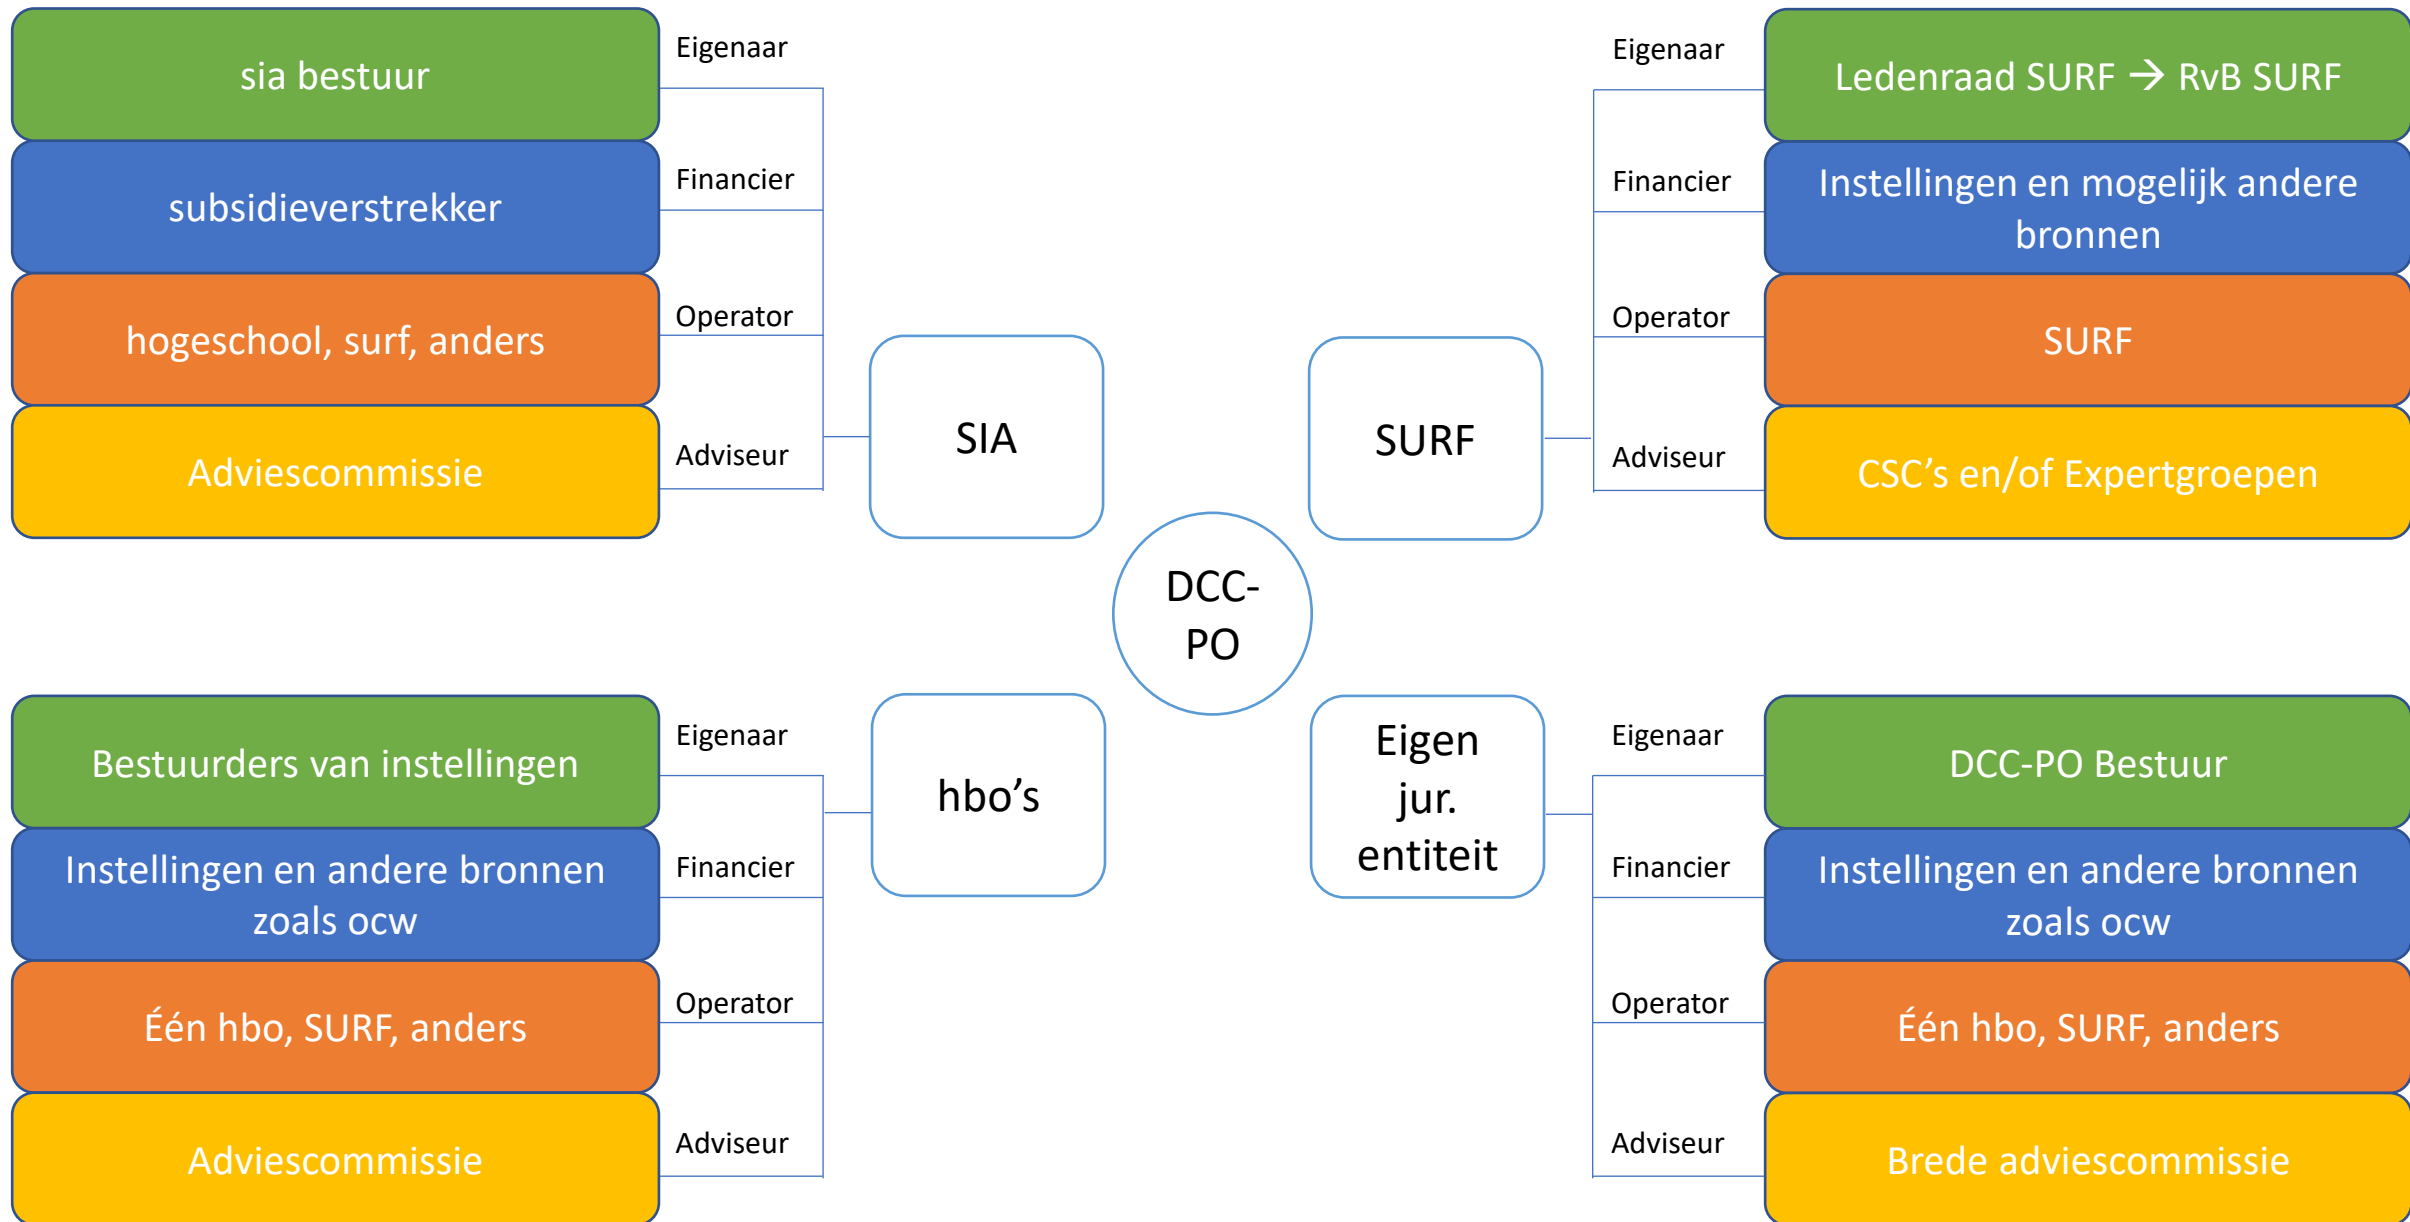 sia bestuur
Eigenaar
subsidieverstrekker
Financier
hogeschool, surf, anders
Operator
Adviescommissie
Adviseur
SIA
Eigenaar
Ledenraad SURF → RvB SURF
Financier
Instellingen en mogelijk andere
bronnen
Operator
SURF
Adviseur
CSC’s en/of Expertgroepen
SURF
DCC-
PO
Bestuurders van instellingen
Eigenaar
Instellingen en andere bronnen
zoals ocw
Financier
Één hbo, SURF, anders
Operator
Adviescommissie
Adviseur
hbo’s
Eigen
jur.
entiteit
Eigenaar
DCC-PO Bestuur
Financier
Instellingen en andere bronnen
zoals ocw
Operator
Één hbo, SURF, anders
Adviseur
Brede adviescommissie